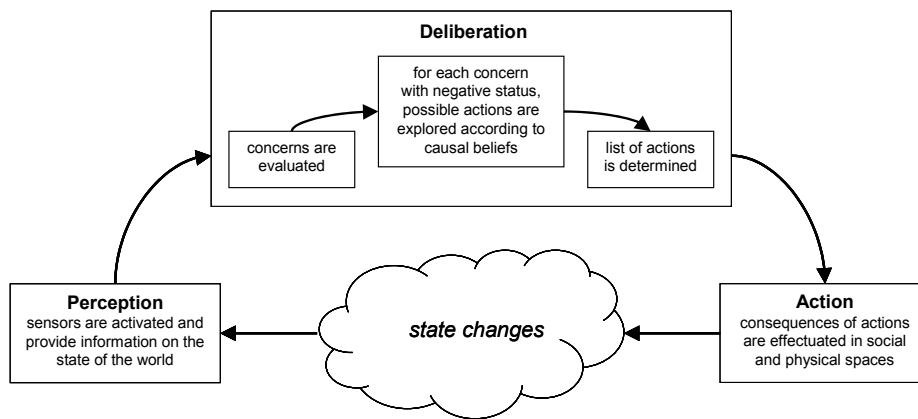 Deliberation
for each concern
with negative status,
possible actions are
explored according to
causal beliefs
concerns are
evaluated
list of actions
is determined
Perception
sensors are activated and
provide information on the
state of the world
state changes
Action
consequences of actions
are effectuated in social
and physical spaces